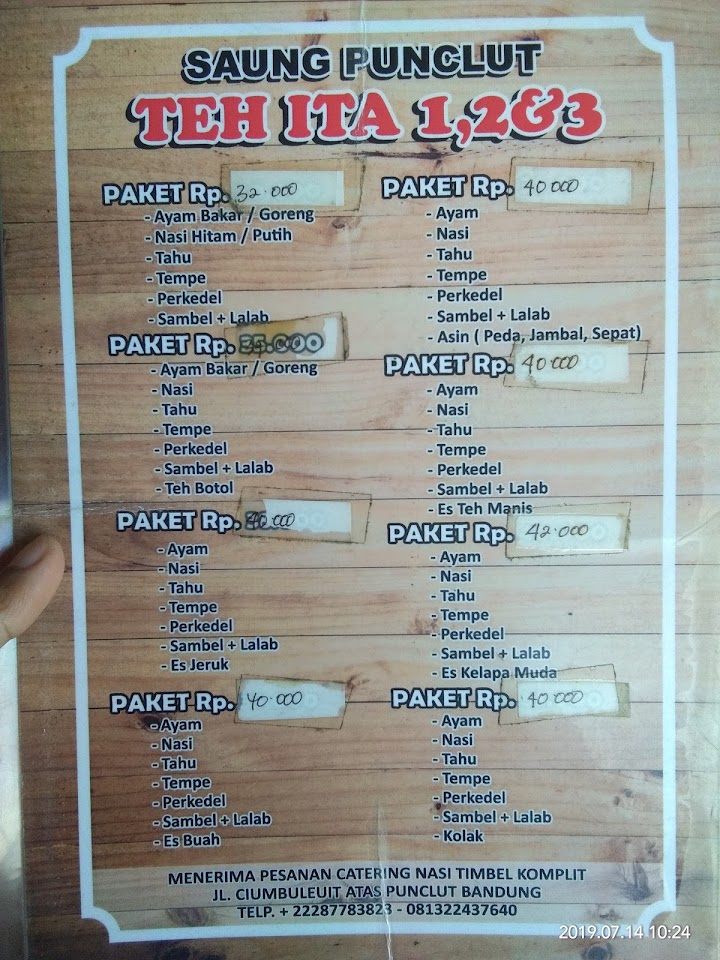 SAUNG PUNCLUT
TEH ITA 1,2&3
PAKET Rp. 32.000
- Ayam Bakar / Goreng
- Nasi Hitam / Putih
- Tahu
- Tempe
- Perkedel
- Sambel + Lalab
PAKET Rp.
- Ayam Bakar / Goreng
- Nasi
- Tahu
- Tempe
- Perkedel
- Sambel + Lalab
- Teh Botol
PAKET Rp.
- Ayam
- Nasi
- Tahu
- Tempe
- Perkedel
- Sambel + Lalab
- Es Jeruk
PAKET Rp. 40.000
- Ayam
- Nasi
- Tahu
- Tempe
- Perkedel
- Sambel + Lalab
- Es Buah
PAKET Rp. 40.000
- Ayam
- Nasi
- Tahu
- Tempe
- Perkedel
- Sambel + Lalab
- Asin ( Peda, Jambal, Sepat)
PAKET Rp. 40.000
- Ayam
- Nasi
- Tahu
- Tempe
- Perkedel
- Sambel + Lalab
- Es Teh Manis
PAKET Rp. 42.000
- Ayam
- Nasi
- Tahu
- Tempe
- Perkedel
- Sambel + Lalab
- Es Kelapa Muda
PAKET Rp. 40.000
- Ayam
- Nasi
- Tahu
- Tempe
- Perkedel
- Sambel + Lalab
- Kolak
MENERIMA PESANAN CATERING NASI TIMBEL KOMPLIT
JL. CIUMBULEUIT ATAS PUNCLUT BANDUNG
TELP. + 22287783823 - 081322437640
2019.07.14 10:24